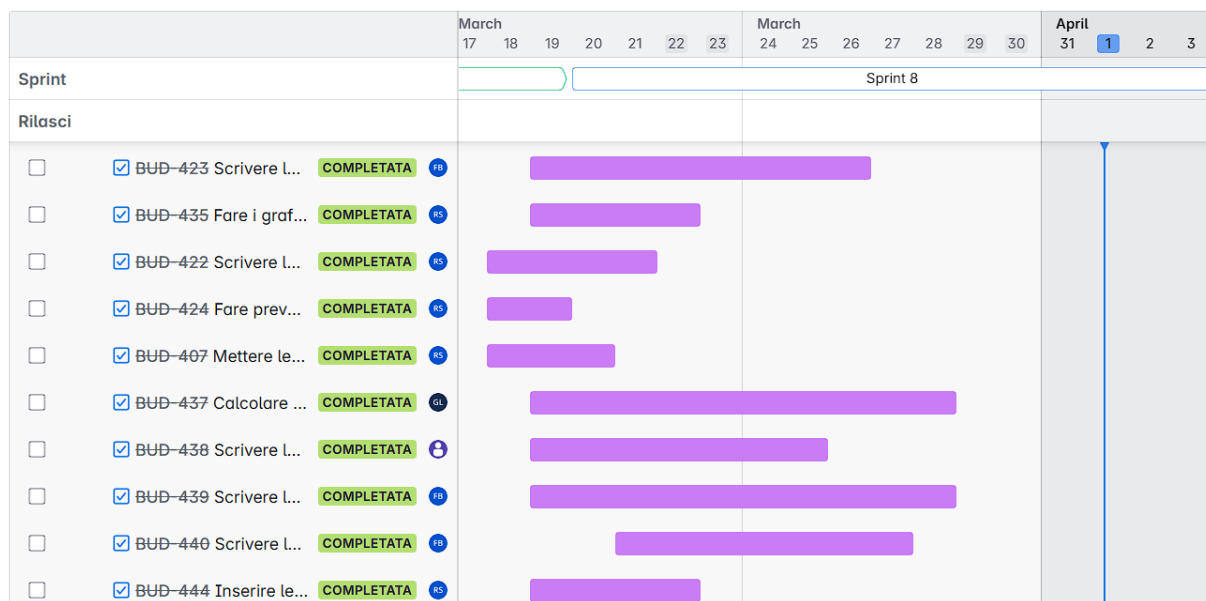 March March April
17 18 19 20 21 22 23 24 25 26 27 28 29 30 31 1 2 3
Sprint Sprint 8
Rilasci
BUD-423 Scrivere l... COMPLETATA FB
BUD-435 Fare i graf... COMPLETATA RS
BUD-422 Scrivere l... COMPLETATA RS
BUD-424 Fare prev... COMPLETATA RS
BUD-407 Mettere le... COMPLETATA RS
BUD-437 Calcolare ... COMPLETATA GL
BUD-438 Scrivere l... COMPLETATA
BUD-439 Scrivere l... COMPLETATA FB
BUD-440 Scrivere l... COMPLETATA FB
BUD-444 Inserire le... COMPLETATA RS